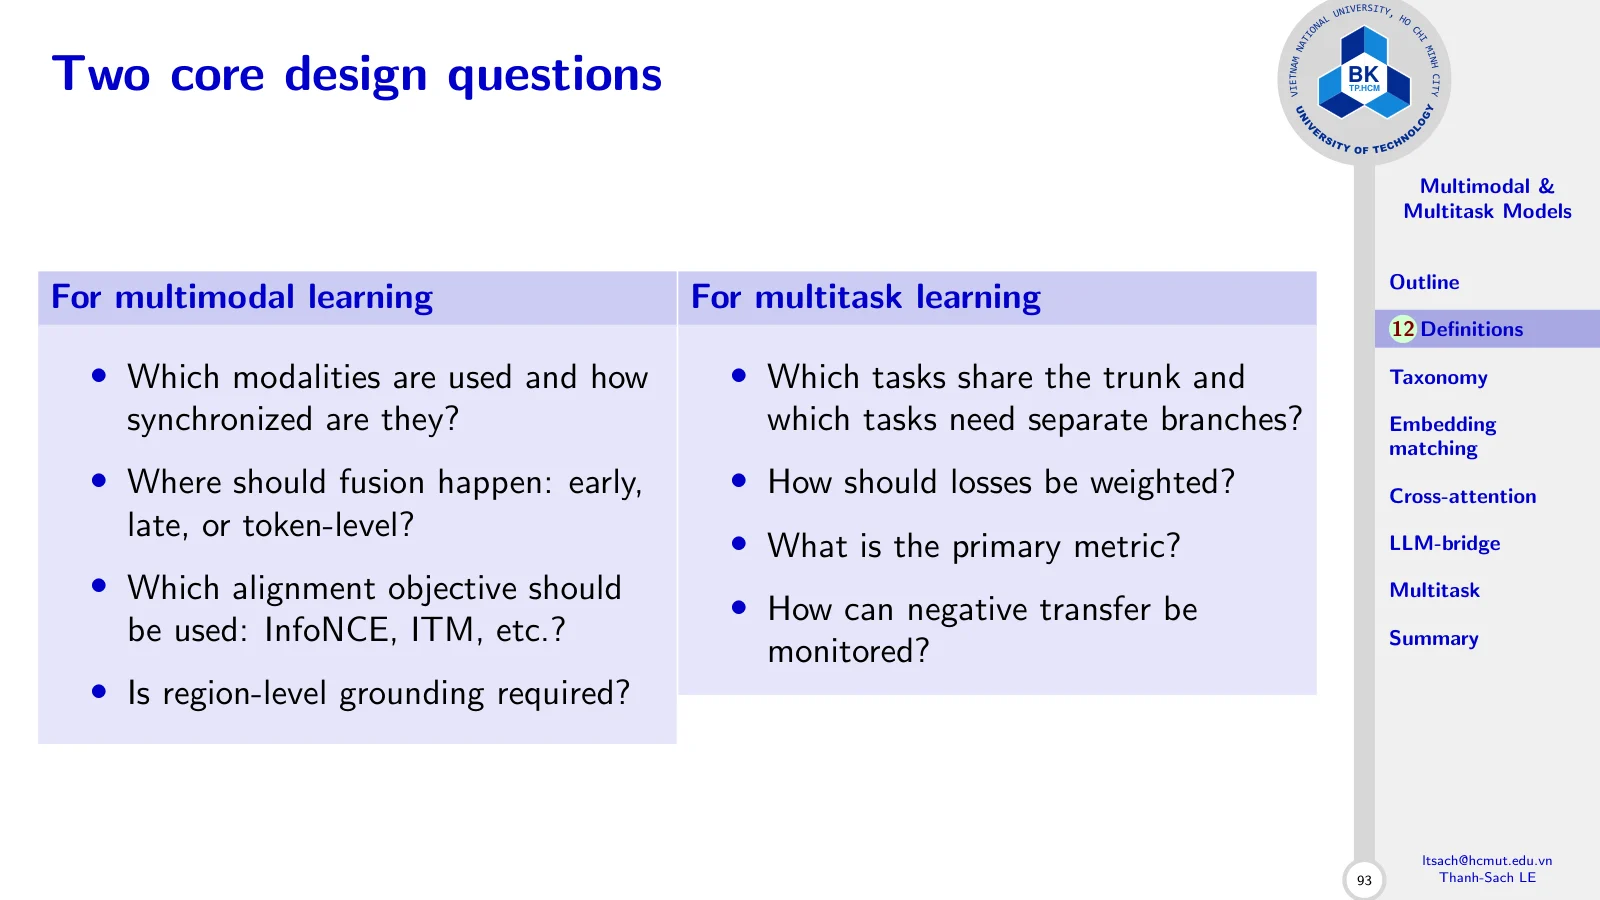 Two core design questions
For multimodal learning
• Which modalities are used and how
synchronized are they?
• Where should fusion happen: early,
late, or token-level?
• Which alignment objective should
be used: InfoNCE, ITM, etc.?
• Is region-level grounding required?
For multitask learning
• Which tasks share the trunk and
which tasks need separate branches?
• How should losses be weighted?
• What is the primary metric?
• How can negative transfer be
monitored?
VIETNAM NATIONAL UNIVERSITY, HO CHI MINH CITY
BK
TP.HCM
UNIVERSITY OF TECHNOLOGY
Multimodal &
Multitask Models
Outline
12 Definitions
Taxonomy
Embedding
matching
Cross-attention
LLM-bridge
Multitask
Summary
ltsach@hcmut.edu.vn
Thanh-Sach LE
93